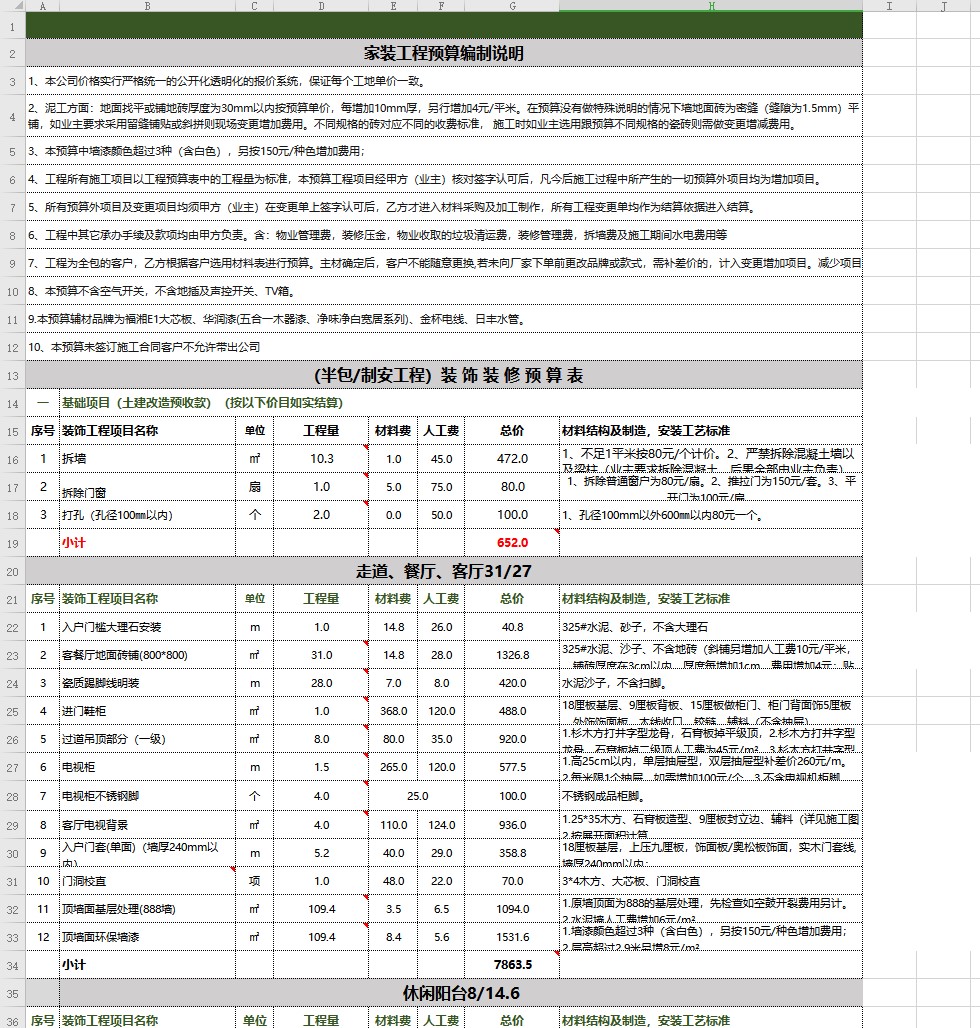 A B C D E F G H I J
1
2 家装工程预算编制说明
3 1、本公司价格实行严格统一的公开化透明化的报价系统，保证每个工地单价一致。
4 2、泥工方面：地面找平或铺地砖厚度为30mm以内按预算单价，每增加10mm厚，另行增加4元/平米。在预算没有做特殊说明的情况下墙地面砖为密缝（缝隙为1.5mm）平
铺，如业主要求采用留缝铺贴或斜拼则现场变更增加费用。不同规格的砖对应不同的收费标准， 施工时如业主选用跟预算不同规格的瓷砖则需做变更增减费用。
5 3、本预算中墙漆颜色超过3种（含白色），另按150元/种色增加费用；
6 4、工程所有施工项目以工程预算表中的工程量为标准，本预算工程项目经甲方（业主）核对签字认可后，凡今后施工过程中所产生的一切预算外项目均为增加项目。
7 5、所有预算外项目及变更项目均须甲方（业主）在变更单上签字认可后，乙方才进入材料采购及加工制作，所有工程变更单均作为结算依据进入结算。
8 6、工程中其它承办手续及款项均由甲方负责。含：物业管理费，装修压金，物业收取的垃圾清运费，装修管理费，拆墙费及施工期间水电费用等
9 7、工程为全包的客户，乙方根据客户选用材料表进行预算。主材确定后，客户不能随意更换,若未向厂家下单前更改品牌或款式，需补差价的，计入变更增加项目。减少项目
10 8、本预算不含空气开关，不含地插及声控开关、TV箱。
11 9.本预算辅材品牌为福湘E1大芯板、华润漆(五合一木器漆、净味净白宽居系列)、金杯电线、日丰水管。
12 10、本预算未签订施工合同客户不允许带出公司
13 (半包/制安工程）装 饰 装 修 预 算 表
14 一 基础项目（土建改造预收款）（按以下价目如实结算）
15 序号 装饰工程项目名称 单位 工程量 材料费 人工费 总价 材料结构及制造，安装工艺标准
16 1 拆墙 ㎡ 10.3 1.0 45.0 472.0 1、不足1平米按80元/个计价。2、严禁拆除混凝土墙以
及梁柱（业主要求拆除混凝土，后果全部由业主负责）
17 2 拆除门窗 扇 1.0 5.0 75.0 80.0 1、拆除普通窗户为80元/扇。2、推拉门为150元/套。3、平
开门为100元/扇
18 3 打孔（孔径100㎜以内） 个 2.0 0.0 50.0 100.0 1、孔径100mm以外600㎜以内80元一个。
19 小计 652.0
20 走道、餐厅、客厅31/27
21 序号 装饰工程项目名称 单位 工程量 材料费 人工费 总价 材料结构及制造，安装工艺标准
22 1 入户门槛大理石安装 m 1.0 14.8 26.0 40.8 325#水泥、砂子，不含大理石
23 2 客餐厅地面砖铺(800*800) ㎡ 31.0 14.8 28.0 1326.8 325#水泥、沙子、不含地砖（斜铺另增加人工费10元/平米，
铺砖厚度在3cm以内，厚度每增加1cm，费用增加4元；贴
24 3 瓷质踢脚线明装 m 28.0 7.0 8.0 420.0 水泥沙子，不含扫脚。
25 4 进门鞋柜 ㎡ 1.0 368.0 120.0 488.0 18厘板基层、9厘板背板、15厘板做柜门、柜门背面饰5厘板
，外饰饰面板，木线收口，铰链，辅料（不含抽屉）
26 5 过道吊顶部分（一级） ㎡ 8.0 80.0 35.0 920.0 1.杉木方打井字型龙骨，石膏板掉平级顶，2.杉木方打井字型
龙骨，石膏板掉二级顶人工费为45元/m²，3.杉木方打井字型
27 6 电视柜 m 1.5 265.0 120.0 577.5 1.高25cm以内，单层抽屉型，双层抽屉型补差价260元/m。
2.每米限1个抽屉，如需增加100元/个，3.不含电视机柜脚
28 7 电视柜不锈钢脚 个 4.0 25.0 100.0 不锈钢成品柜脚。
29 8 客厅电视背景 ㎡ 4.0 110.0 124.0 936.0 1.25*35木方、石膏板造型、9厘板封立边、辅料（详见施工图
2.按展开面积计算
30 9 入户门套(单面)（墙厚240mm以
内） m 5.2 40.0 29.0 358.8 18厘板基层，上压九厘板，饰面板/奥松板饰面，实木门套线,
墙厚240mm以内；
31 10 门洞校直 项 1.0 48.0 22.0 70.0 3*4木方、大芯板、门洞校直
32 11 顶墙面基层处理(888墙) ㎡ 109.4 3.5 6.5 1094.0 1.原墙顶面为888的基层处理，先检查如空鼓开裂费用另计。
2.水泥墙人工费增加6元/m²
33 12 顶墙面环保墙漆 ㎡ 109.4 8.4 5.6 1531.6 1.墙漆颜色超过3种（含白色），另按150元/种色增加费用；
2.层高超过2.9米另增8元/m²
34 小计 7863.5
35 休闲阳台8/14.6
36 序号 装饰工程项目名称 单位 工程量 材料费 人工费 总价 材料结构及制造，安装工艺标准